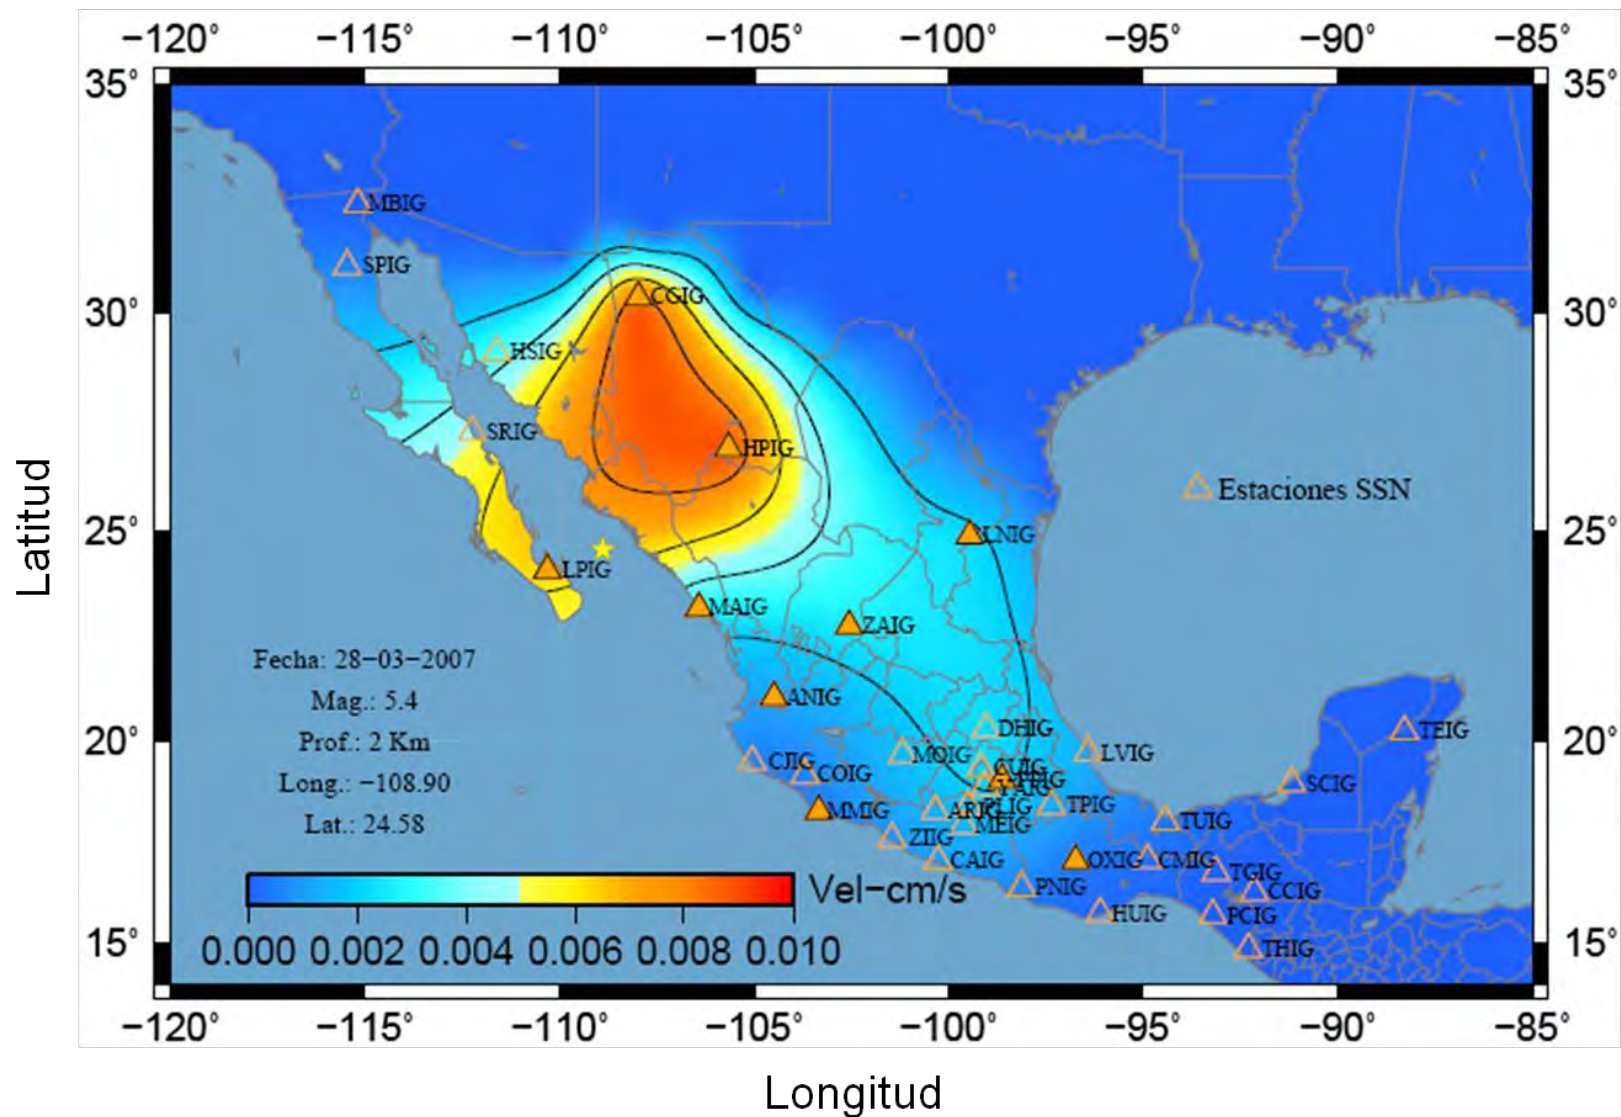 −120° −115° −110° −105° −100° −95° −90° −85°
35° 35°
MBIG
SPIG
30° 30°
CGIG
HSIG
SRIG
HPIG
Estaciones SSN
25° 25°
LNIG
LPIG
MAIG
ZAIG
Fecha: 28−03−2007
ANIG
Mag.: 5.4
DHIG
TEIG
Prof.: 2 Km
20° 20°
MOIG
LVIG
CJIG
CUIG
COIG
Long.: −108.90
SCIG
MMIG
ARIG
PLIG
TPIG
Lat.: 24.58
MEIG
TUIG
ZIIG
CAIG
OXIG
CMIG
TGIG
Vel−cm/s
PNIG
CCIG
HUIG
PCIG
0.000 0.002 0.004 0.006 0.008 0.010
15° 15°
THIG
−120° −115° −110° −105° −100° −95° −90° −85°
Latitud
Longitud